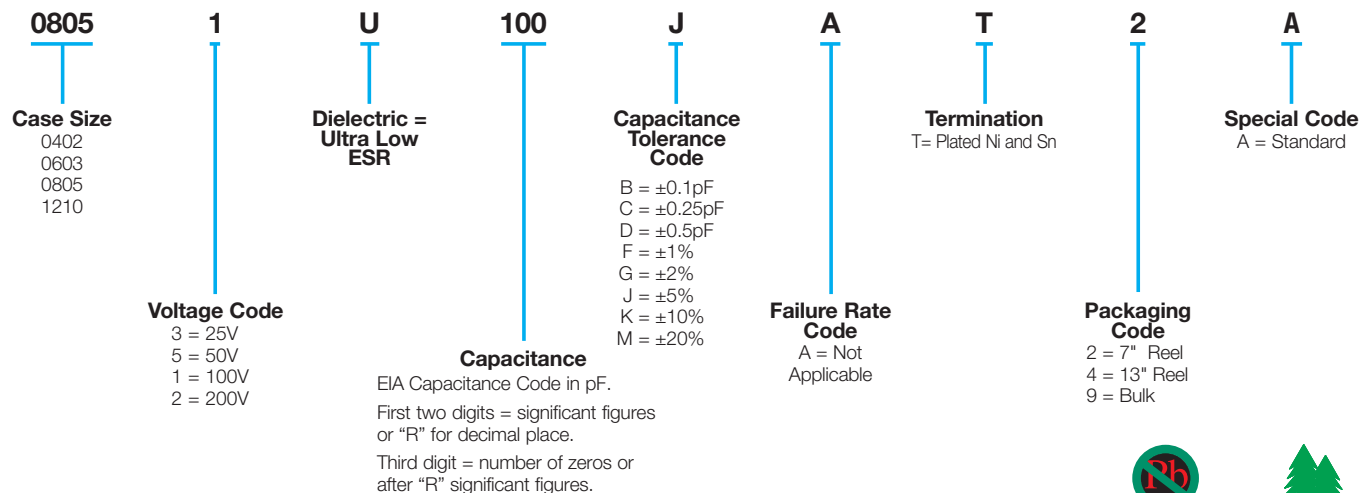 0805 1 U 100 J A T 2 A
Case Size
0402
0603
0805
1210
Voltage Code
3 = 25V
5 = 50V
1 = 100V
2 = 200V
Dielectric =
Ultra Low
ESR
Capacitance
EIA Capacitance Code in pF.
First two digits = significant figures
or “R” for decimal place.
Third digit = number of zeros or
after “R” significant figures.
Capacitance
Tolerance
Code
B = ±0.1pF
C = ±0.25pF
D = ±0.5pF
F = ±1%
G = ±2%
J = ±5%
K = ±10%
M = ±20%
Failure Rate
Code
A = Not
Applicable
Termination
T= Plated Ni and Sn
Packaging
Code
2 = 7" Reel
4 = 13" Reel
9 = Bulk
Special Code
A = Standard
Pb